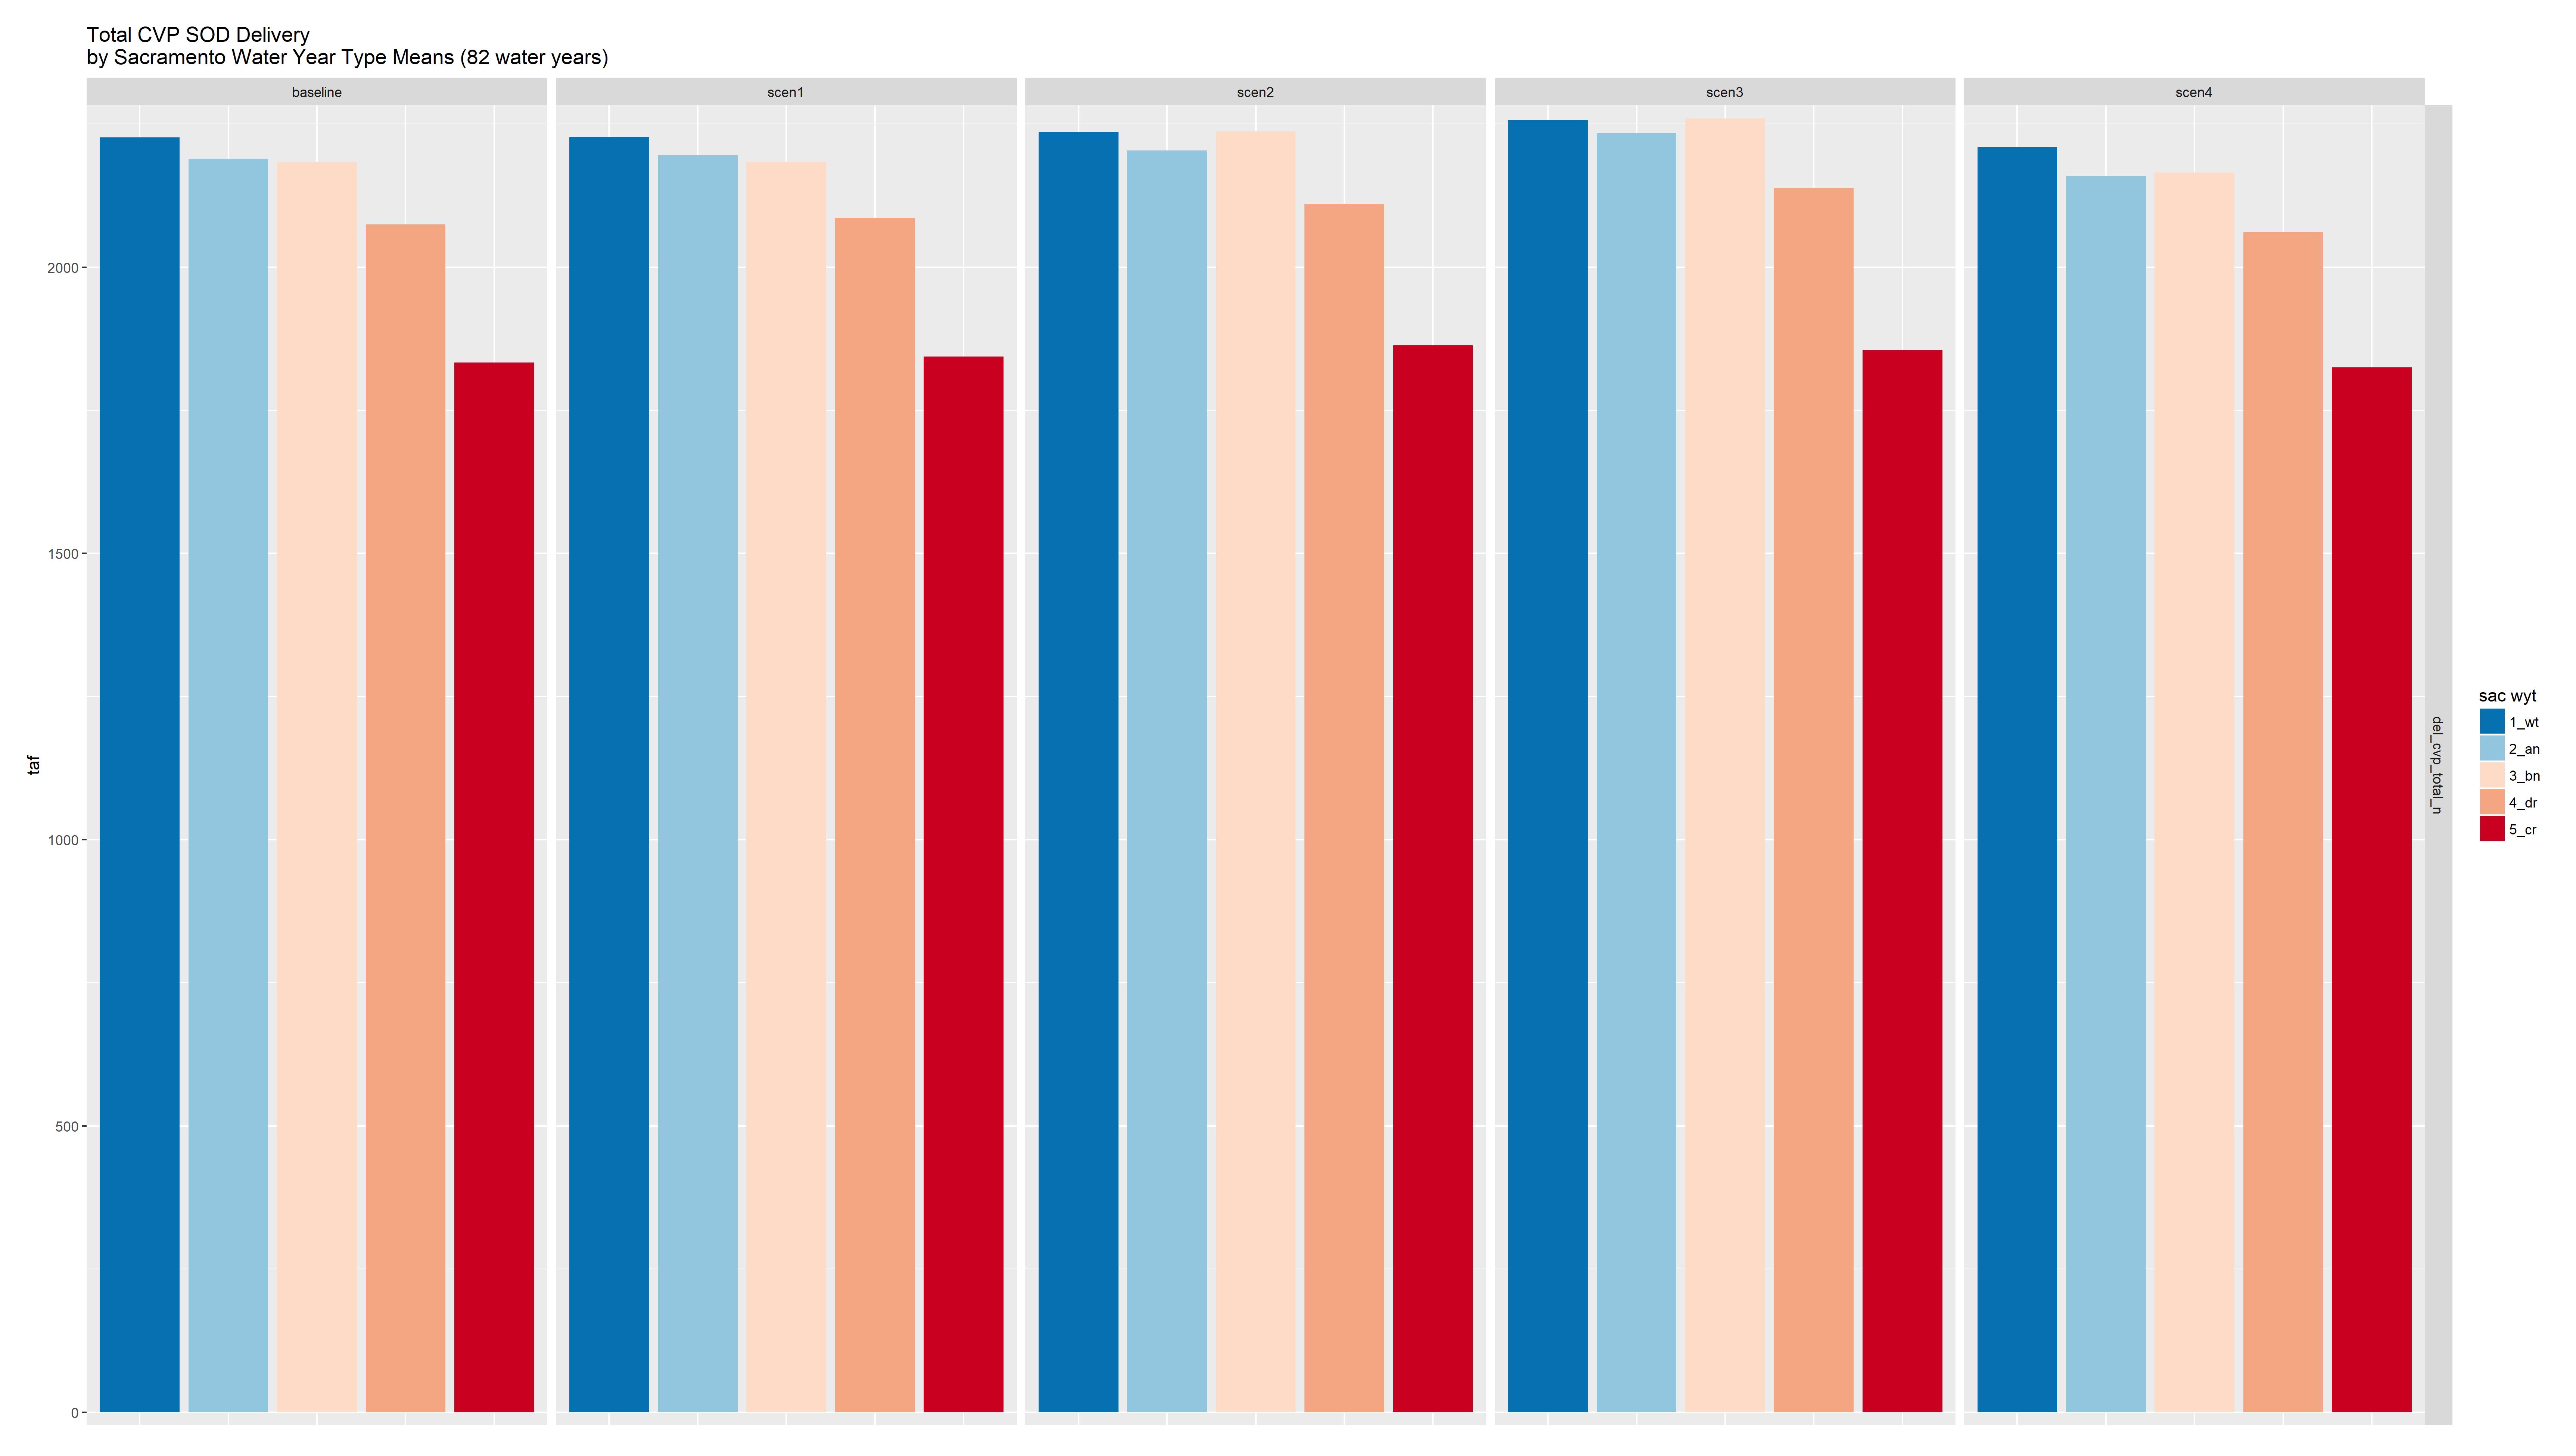 Total CVP SOD Delivery
by Sacramento Water Year Type Means (82 water years)
baseline
scen1
scen2
scen3
scen4
2000
1500
1000
500
0
taf
del_cvp_total_n
sac wyt
1_wt
2_an
3_bn
4_dr
5_cr